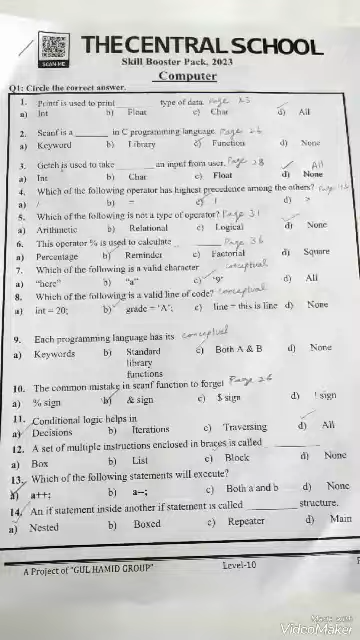 SCAN ME
THE CENTRAL SCHOOL
Skill Booster Pack, 2023
Computer
Q1: Circle the correct answer.
1. Printf is used to print ______ type of data. Page 25
a) Int b) Float c) Char d) All
2. Scanf is a ______ in C programming language. Page 26
a) Keyword b) Library c) Function d) None
3. Getch is used to take ______ an input from user. Page 28 All
a) Int b) Char c) Float d) None
4. Which of the following operator has highest precedence among the others? Page
a) / b) = c) ! d) >
5. Which of the following is not a type of operator? Page 31
a) Arithmetic b) Relational c) Logical d) None
6. This operator % is used to calculate ______ Page 36
a) Percentage b) Reminder c) Factorial d) Square
7. Which of the following is a valid character conceptual
a) "here" b) "a" c) '9' d) All
8. Which of the following is a valid line of code? conceptual
a) int = 20; b) grade = 'A'; c) line = this is line d) None
9. Each programming language has its conceptual
a) Keywords b) Standard c) Both A & B d) None
library
functions
10. The common mistake in scanf function to forget Page 26
a) % sign b) & sign c) $ sign d) ! sign
11. Conditional logic helps in
a) Decisions b) Iterations c) Traversing d) All
12. A set of multiple instructions enclosed in braces is called ______
a) Box b) List c) Block d) None
13. Which of the following statements will execute?
a) a++; b) a--; c) Both a and b d) None
14. An if statement inside another if statement is called ______ structure.
a) Nested b) Boxed c) Repeater d) Main
A Project of "GUL HAMID GROUP" Level-10
Made with
VideoMaker